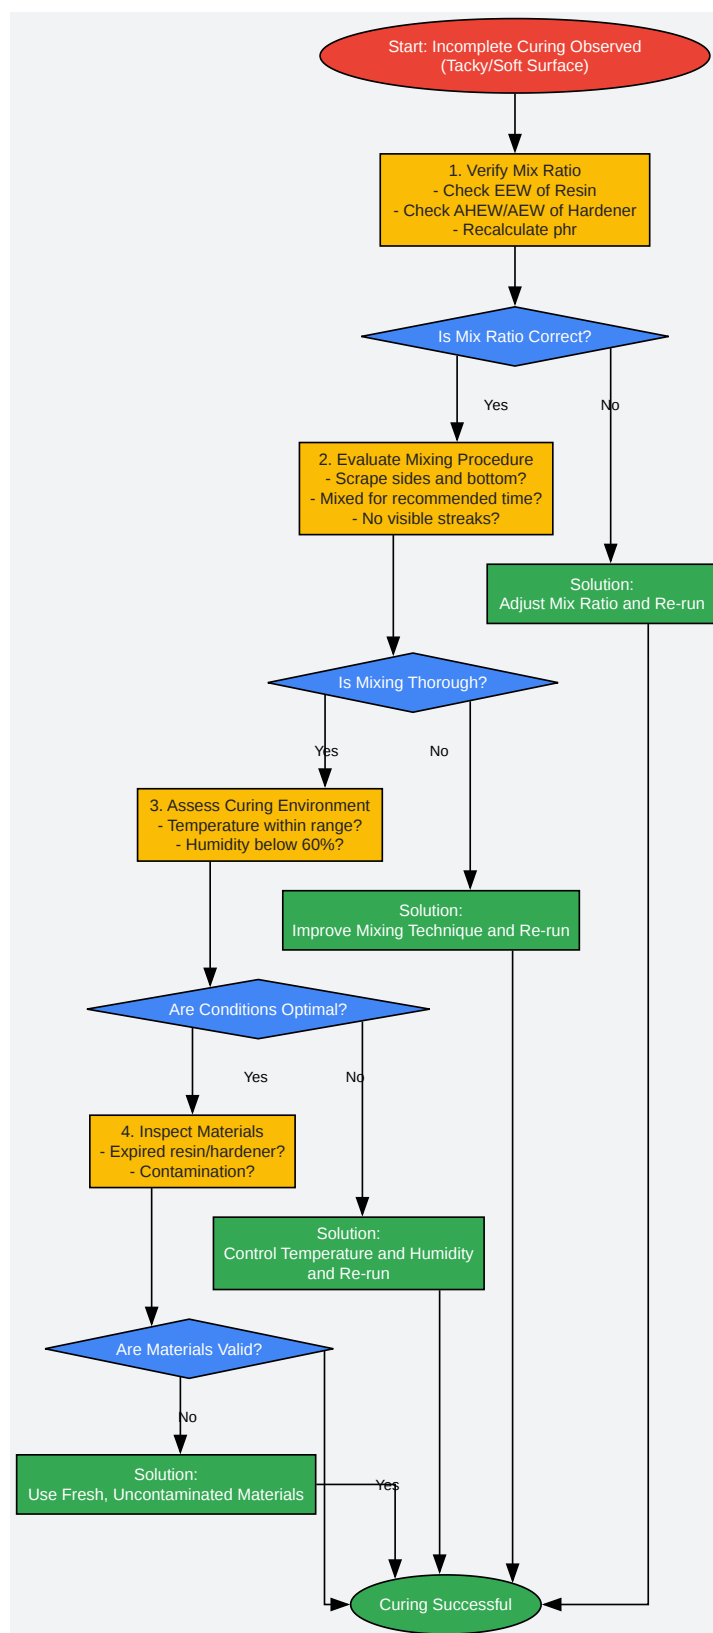 Start: Incomplete Curing Observed
(Tacky/Soft Surface)
1. Verify Mix Ratio
- Check EEW of Resin
- Check AHEW/AEW of Hardener
- Recalculate phr
Is Mix Ratio Correct?
Yes
No
2. Evaluate Mixing Procedure
- Scrape sides and bottom?
- Mixed for recommended time?
- No visible streaks?
Solution:
Adjust Mix Ratio and Re-run
Is Mixing Thorough?
Yes
No
3. Assess Curing Environment
- Temperature within range?
- Humidity below 60%?
Solution:
Improve Mixing Technique and Re-run
Are Conditions Optimal?
Yes
No
4. Inspect Materials
- Expired resin/hardener?
- Contamination?
Solution:
Control Temperature and Humidity
and Re-run
Are Materials Valid?
No
Solution:
Use Fresh, Uncontaminated Materials
Yes
Curing Successful